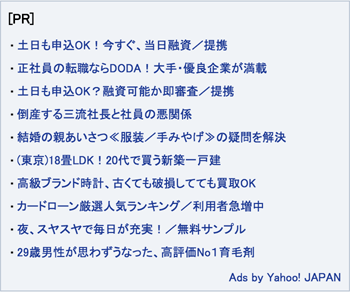 [PR]
・土日も申込OK！今すぐ、当日融資／提携
・正社員の転職ならDODA！大手・優良企業が満載
・土日も申込OK？融資可能か即審査／提携
・倒産する三流社長と社員の悪関係
・結婚の親あいさつ≪服装／手みやげ≫の疑問を解決
・(東京)18畳LDK！20代で買う新築一戸建
・高級ブランド時計、古くても破損してても買取OK
・カードローン厳選人気ランキング／利用者急増中
・夜、スヤスヤで毎日が充実！／無料サンプル
・29歳男性が思わずうなった、高評価No1育毛剤
Ads by Yahoo! JAPAN